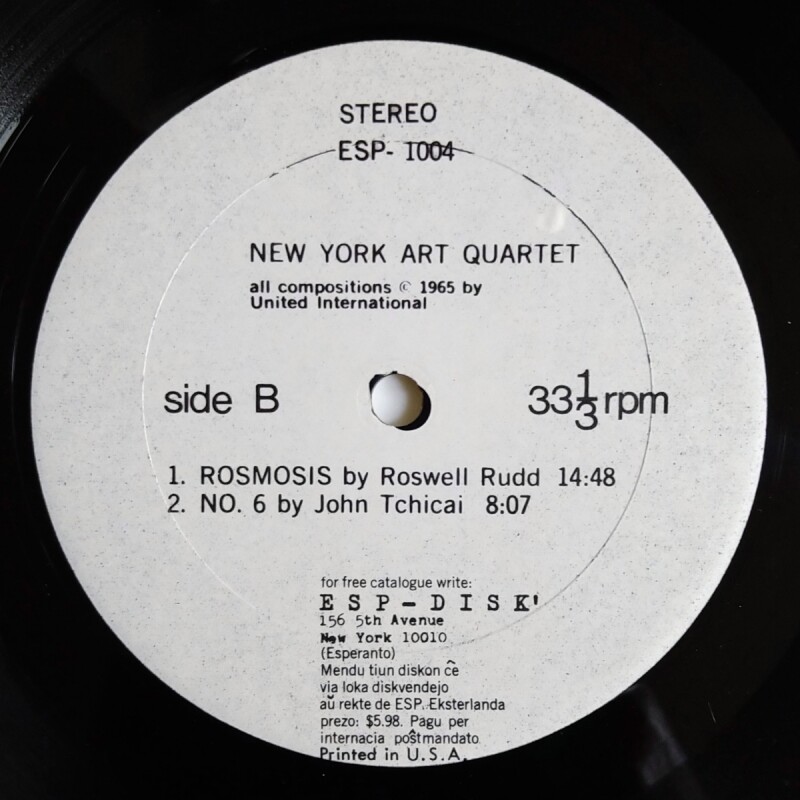 STEREO
ESP- 1004
NEW YORK ART QUARTET
all compositions © 1965 by
United International
side B
33 1/3 rpm
1. ROSMOSIS by Roswell Rudd 14:48
2. NO. 6 by John Tchicai 8:07
for free catalogue write:
ESP-DISK'
156 5th Avenue
New York 10010
(Esperanto)
Mendu tiun diskon ĉe
via loka diskvendejo
aŭ rekte de ESP. Eksterlanda
prezo: $5.98. Pagu per
internacia poŝtmandato
Printed in U.S.A.